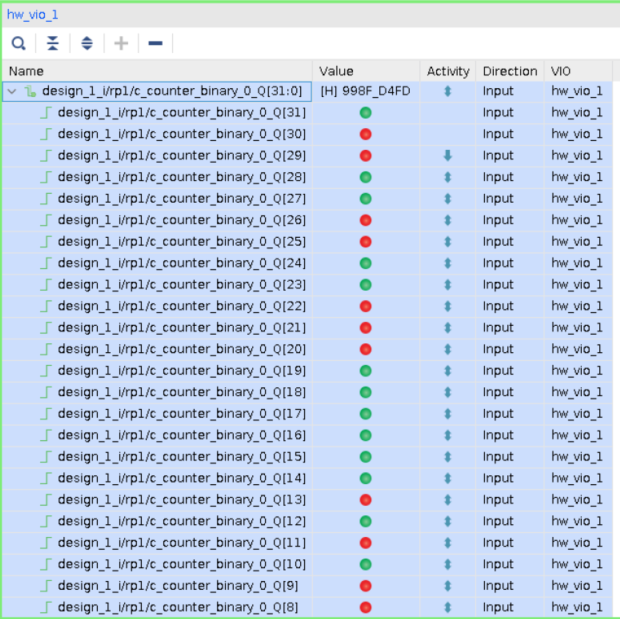 hw_vio_1
Name Value Activity Direction VIO
design_1_i/rp1/c_counter_binary_0_Q[31:0] [H] 998F_D4FD Input hw_vio_1
design_1_i/rp1/c_counter_binary_0_Q[31] Input hw_vio_1
design_1_i/rp1/c_counter_binary_0_Q[30] Input hw_vio_1
design_1_i/rp1/c_counter_binary_0_Q[29] Input hw_vio_1
design_1_i/rp1/c_counter_binary_0_Q[28] Input hw_vio_1
design_1_i/rp1/c_counter_binary_0_Q[27] Input hw_vio_1
design_1_i/rp1/c_counter_binary_0_Q[26] Input hw_vio_1
design_1_i/rp1/c_counter_binary_0_Q[25] Input hw_vio_1
design_1_i/rp1/c_counter_binary_0_Q[24] Input hw_vio_1
design_1_i/rp1/c_counter_binary_0_Q[23] Input hw_vio_1
design_1_i/rp1/c_counter_binary_0_Q[22] Input hw_vio_1
design_1_i/rp1/c_counter_binary_0_Q[21] Input hw_vio_1
design_1_i/rp1/c_counter_binary_0_Q[20] Input hw_vio_1
design_1_i/rp1/c_counter_binary_0_Q[19] Input hw_vio_1
design_1_i/rp1/c_counter_binary_0_Q[18] Input hw_vio_1
design_1_i/rp1/c_counter_binary_0_Q[17] Input hw_vio_1
design_1_i/rp1/c_counter_binary_0_Q[16] Input hw_vio_1
design_1_i/rp1/c_counter_binary_0_Q[15] Input hw_vio_1
design_1_i/rp1/c_counter_binary_0_Q[14] Input hw_vio_1
design_1_i/rp1/c_counter_binary_0_Q[13] Input hw_vio_1
design_1_i/rp1/c_counter_binary_0_Q[12] Input hw_vio_1
design_1_i/rp1/c_counter_binary_0_Q[11] Input hw_vio_1
design_1_i/rp1/c_counter_binary_0_Q[10] Input hw_vio_1
design_1_i/rp1/c_counter_binary_0_Q[9] Input hw_vio_1
design_1_i/rp1/c_counter_binary_0_Q[8] Input hw_vio_1